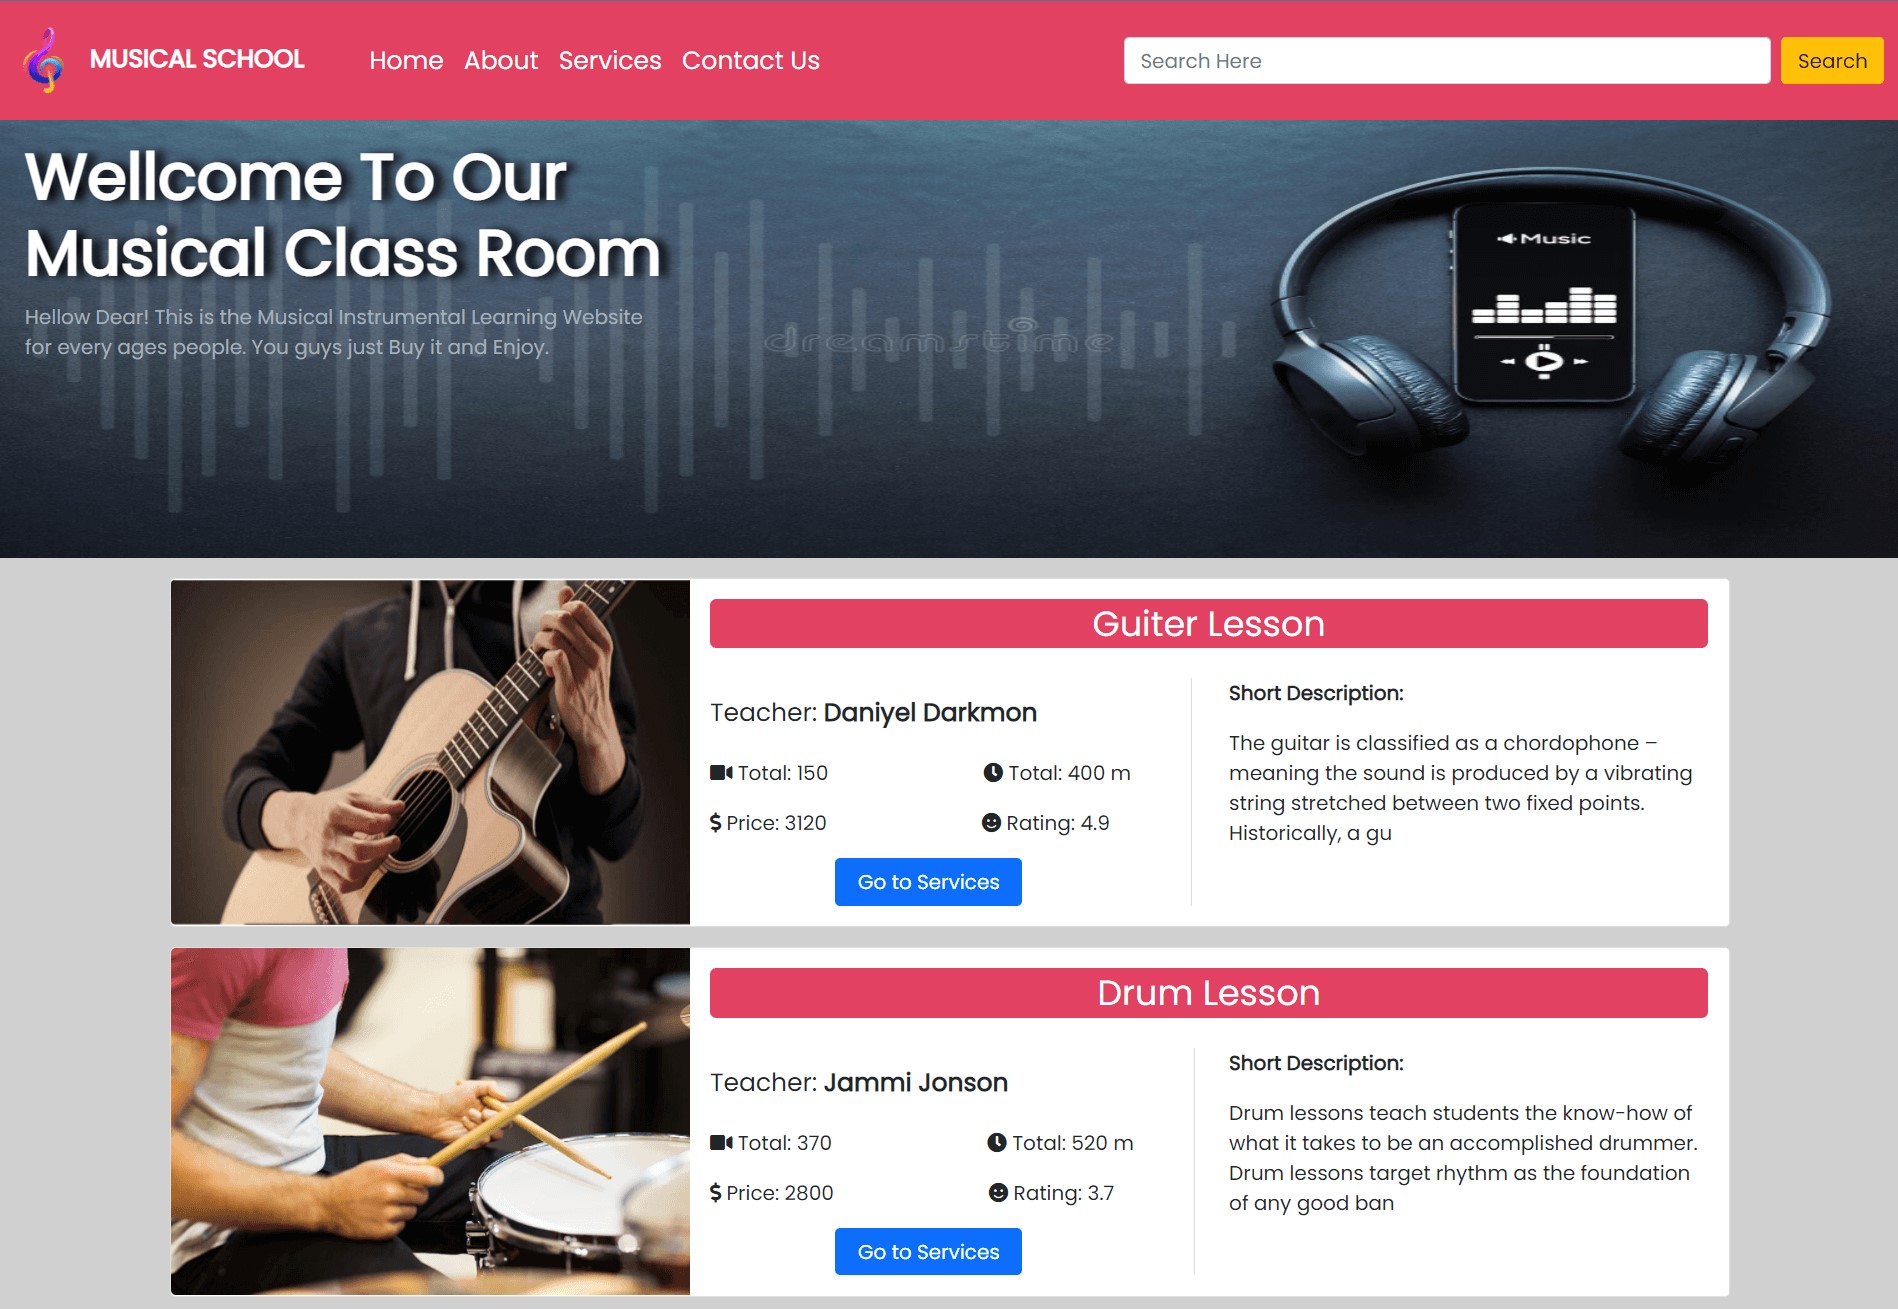 MUSICAL SCHOOL
Home About Services Contact Us
Search Here
Search
Wellcome To Our
Musical Class Room
Hellow Dear! This is the Musical Instrumental Learning Website
for every ages people. You guys just Buy it and Enjoy.
dreamstime
Music
Guiter Lesson
Teacher: Daniyel Darkmon
Total: 150
Total: 400 m
$ Price: 3120
Rating: 4.9
Go to Services
Short Description:
The guitar is classified as a chordophone –
meaning the sound is produced by a vibrating
string stretched between two fixed points.
Historically, a gu
Drum Lesson
Teacher: Jammi Jonson
Total: 370
Total: 520 m
$ Price: 2800
Rating: 3.7
Go to Services
Short Description:
Drum lessons teach students the know-how of
what it takes to be an accomplished drummer.
Drum lessons target rhythm as the foundation
of any good ban